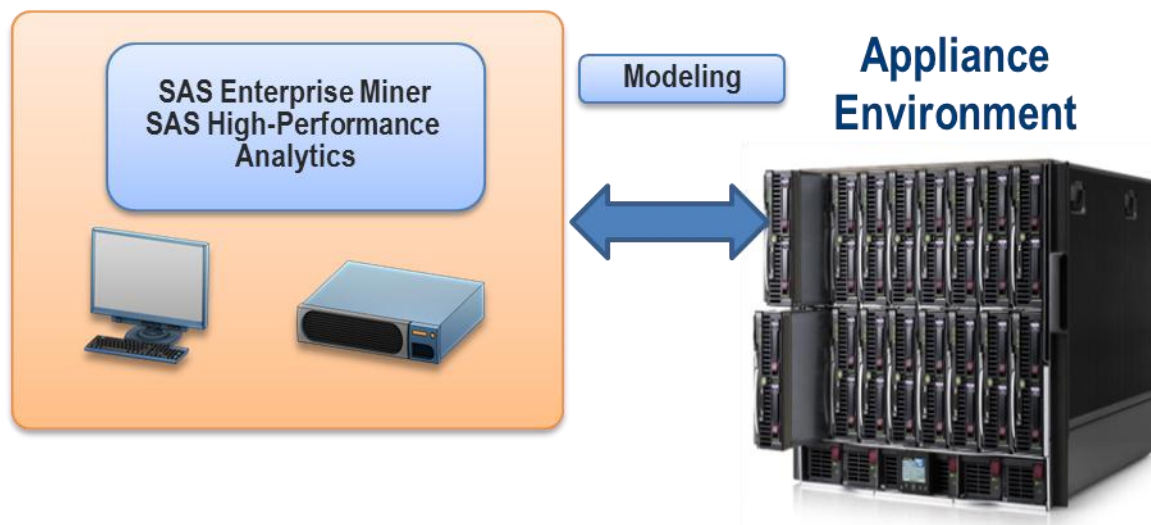 SAS Enterprise Miner
SAS High-Performance
Analytics
Modeling
Appliance
Environment